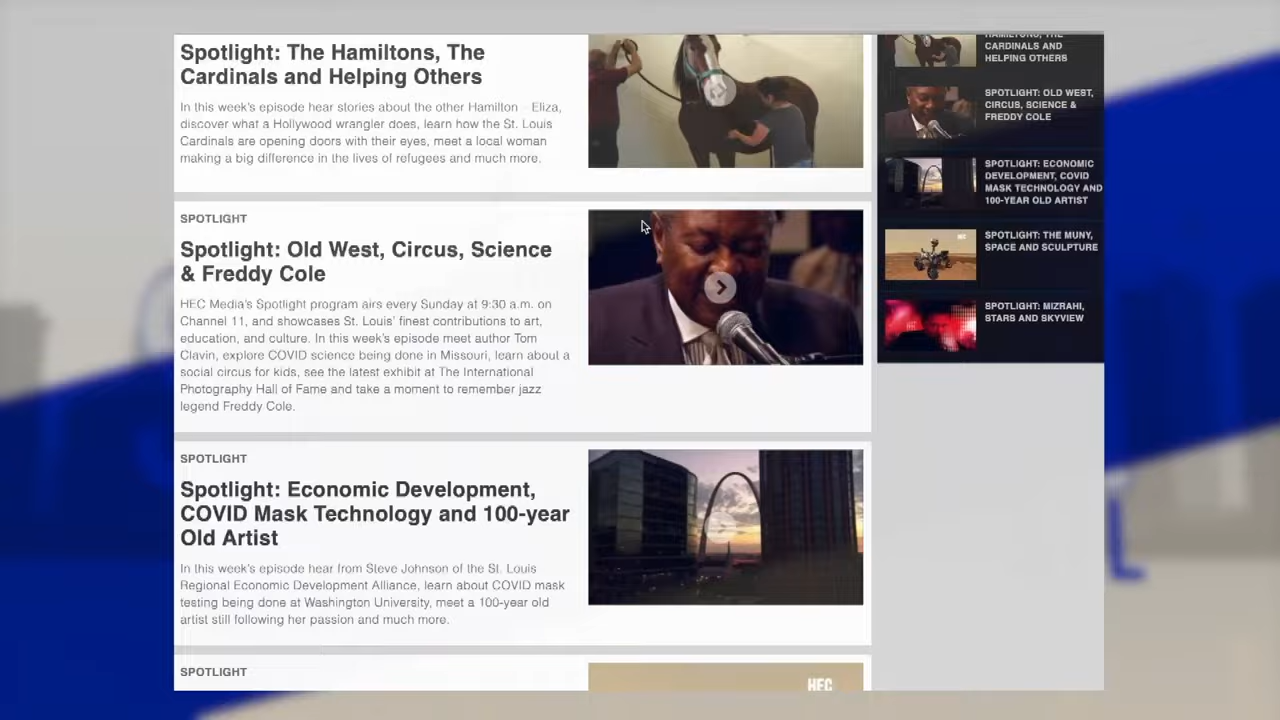 Spotlight: The Hamiltons, The
Cardinals and Helping Others
In this week's episode hear stories about the other Hamilton - Eliza,
discover what a Hollywood wrangler does, learn how the St. Louis
Cardinals are opening doors with their eyes, meet a local woman
making a big difference in the lives of refugees and much more.
SPOTLIGHT
Spotlight: Old West, Circus, Science
& Freddy Cole
HEC Media's Spotlight program airs every Sunday at 9:30 a.m. on
Channel 11, and showcases St. Louis' finest contributions to art,
education, and culture. In this week's episode meet author Tom
Clavin, explore COVID science being done in Missouri, learn about a
social circus for kids, see the latest exhibit at The International
Photography Hall of Fame and take a moment to remember jazz
legend Freddy Cole.
SPOTLIGHT
Spotlight: Economic Development,
COVID Mask Technology and 100-year
Old Artist
In this week's episode hear from Steve Johnson of the St. Louis
Regional Economic Development Alliance, learn about COVID mask
testing being done at Washington University, meet a 100-year old
artist still following her passion and much more.
SPOTLIGHT
HEC
HAMILTONS, THE
CARDINALS AND
HELPING OTHERS
SPOTLIGHT: OLD WEST,
CIRCUS, SCIENCE &
FREDDY COLE
SPOTLIGHT: ECONOMIC
DEVELOPMENT, COVID
MASK TECHNOLOGY AND
100-YEAR OLD ARTIST
SPOTLIGHT: THE MUNY,
SPACE AND SCULPTURE
SPOTLIGHT: MIZRAHI,
STARS AND SKYVIEW